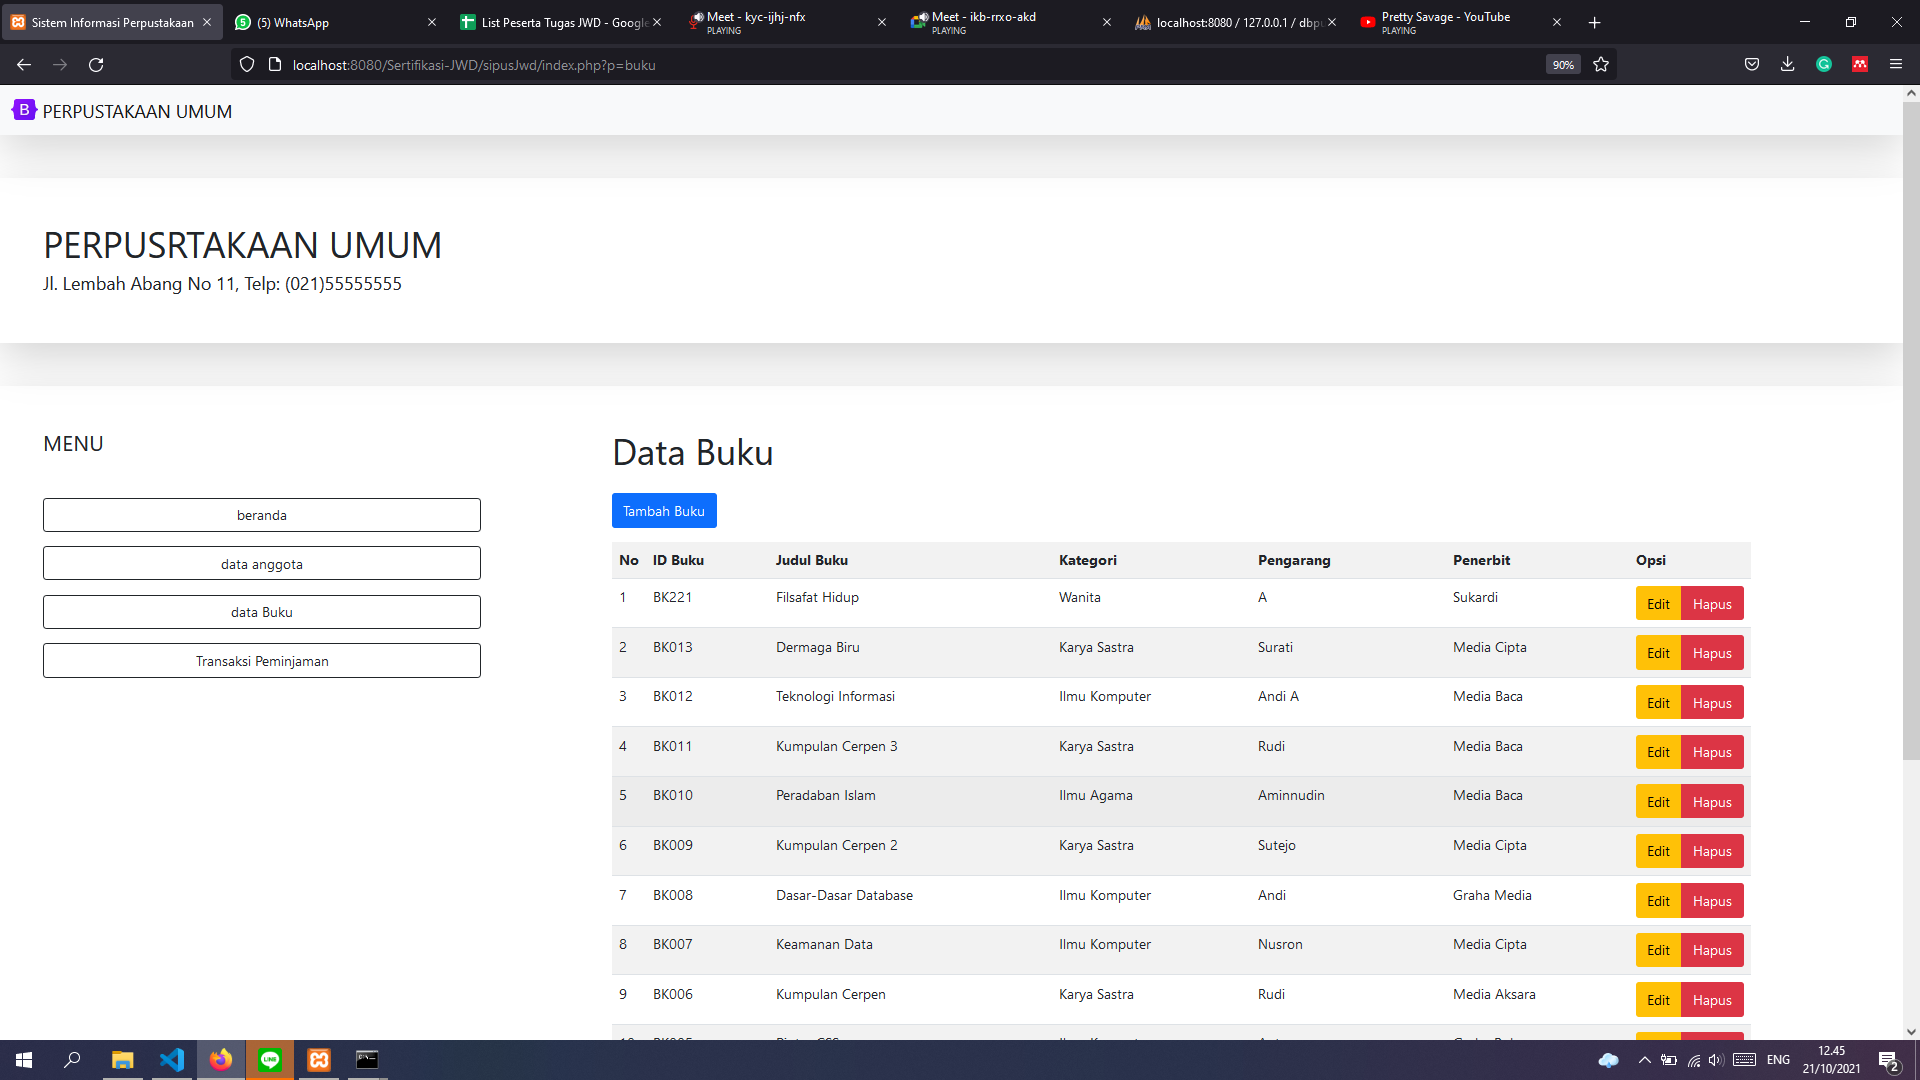 Sistem Informasi Perpustakaan
(5) WhatsApp
List Peserta Tugas JWD - Google
Meet - kyc-ijhj-nfx
PLAYING
Meet - ikb-rrxo-akd
PLAYING
localhost:8080 / 127.0.0.1 / dbpu
Pretty Savage - YouTube
PLAYING
localhost:8080/Sertifikasi-JWD/sipusJwd/index.php?p=buku
90%
B PERPUSTAKAAN UMUM
PERPUSRTAKAAN UMUM
Jl. Lembah Abang No 11, Telp: (021)55555555
MENU
beranda
data anggota
data Buku
Transaksi Peminjaman
Data Buku
Tambah Buku
No ID Buku Judul Buku Kategori Pengarang Penerbit Opsi
1 BK221 Filsafat Hidup Wanita A Sukardi Edit Hapus
2 BK013 Dermaga Biru Karya Sastra Surati Media Cipta Edit Hapus
3 BK012 Teknologi Informasi Ilmu Komputer Andi A Media Baca Edit Hapus
4 BK011 Kumpulan Cerpen 3 Karya Sastra Rudi Media Baca Edit Hapus
5 BK010 Peradaban Islam Ilmu Agama Aminnudin Media Baca Edit Hapus
6 BK009 Kumpulan Cerpen 2 Karya Sastra Sutejo Media Cipta Edit Hapus
7 BK008 Dasar-Dasar Database Ilmu Komputer Andi Graha Media Edit Hapus
8 BK007 Keamanan Data Ilmu Komputer Nusron Media Cipta Edit Hapus
9 BK006 Kumpulan Cerpen Karya Sastra Rudi Media Aksara Edit Hapus
ENG
12.45
21/10/2021
2